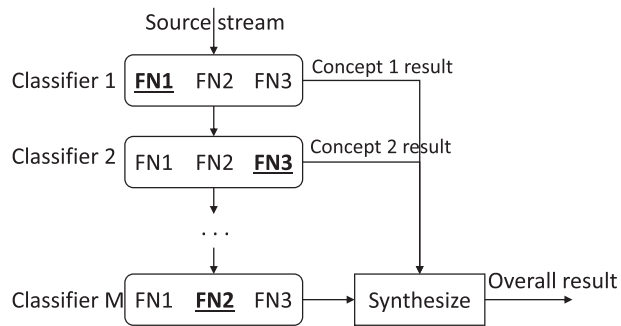 Source stream
Classifier 1 FN1 FN2 FN3 Concept 1 result
Classifier 2 FN1 FN2 FN3 Concept 2 result
. . .
Classifier M FN1 FN2 FN3 Synthesize Overall result